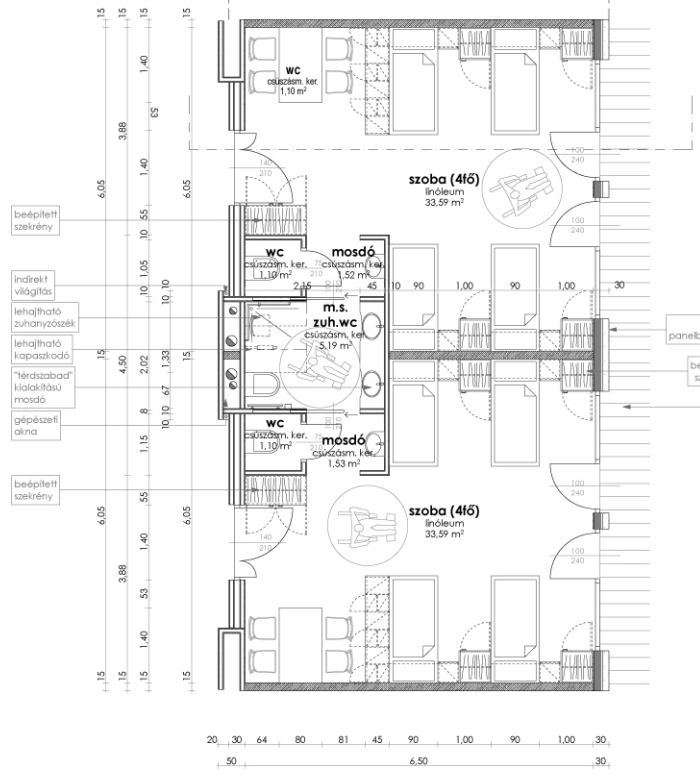 wc
csúszásm. ker.
1,10 m²
szoba (4fő)
linóleum
33,59 m²
100
240
140
210
100
240
beépített
szekrény
wc
csúszásm. ker.
1,10 m²
75
210
mosdó
csúszásm. ker.
1,52 m²
indirekt
világítás
2,15 45 10 90 1,00 90 1,00 30
lehajtható
zuhanyzószék
m.s.
zuh.wc
csúszásm. ker.
5,19 m²
lehajtható
kapaszkodó
"térdszabad"
kialakítású
mosdó
gépészeti
akna
wc
csúszásm. ker.
1,10 m²
75
210
mosdó
csúszásm. ker.
1,53 m²
beépített
szekrény
szoba (4fő)
linóleum
33,59 m²
100
240
140
210
100
240
15 6,05 15 6,05 15
3,88 4,50 3,88
15 1,40 53 1,40 55 10 1,05 10 2,02 8 1,15 55 1,40 53 1,40 15
10 10 1,33 67 10 10
15 6,05 15 6,05 15
20 30 64 80 81 45 90 1,00 90 1,00 30
50 6,50 30